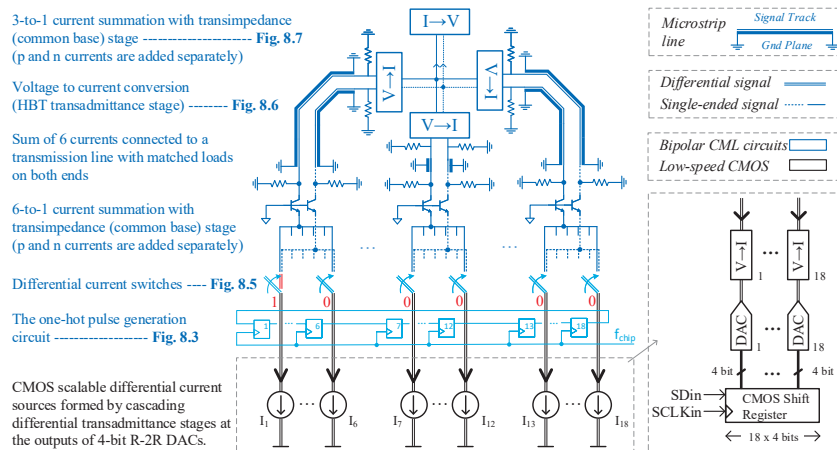 3-to-1 current summation with transimpedance
(common base) stage --------------------- Fig. 8.7
(p and n currents are added separately)
Voltage to current conversion
(HBT transadmittance stage) -------- Fig. 8.6
Sum of 6 currents connected to a
transmission line with matched loads
on both ends
6-to-1 current summation with
transimpedance (common base) stage
(p and n currents are added separately)
Differential current switches ---- Fig. 8.5
The one-hot pulse generation
circuit ------------------- Fig. 8.3
CMOS scalable differential current
sources formed by cascading
differential transadmittance stages at
the outputs of 4-bit R-2R DACs.
I→V
I→V
V→I
V→I
... ... ...
1 0 0 0 0 0
1 6 7 12 13 18
fchip
I1 ... I6 I7 ... I12 I13 ... I18
Microstrip
line
Signal Track
Gnd Plane
Differential signal
Single-ended signal
Bipolar CML circuits
Low-speed CMOS
V→I ... V→I
1 18
DAC ... DAC
1 18
4 bit ... 4 bit
SDin
SCLKin
CMOS Shift
Register
18 x 4 bits